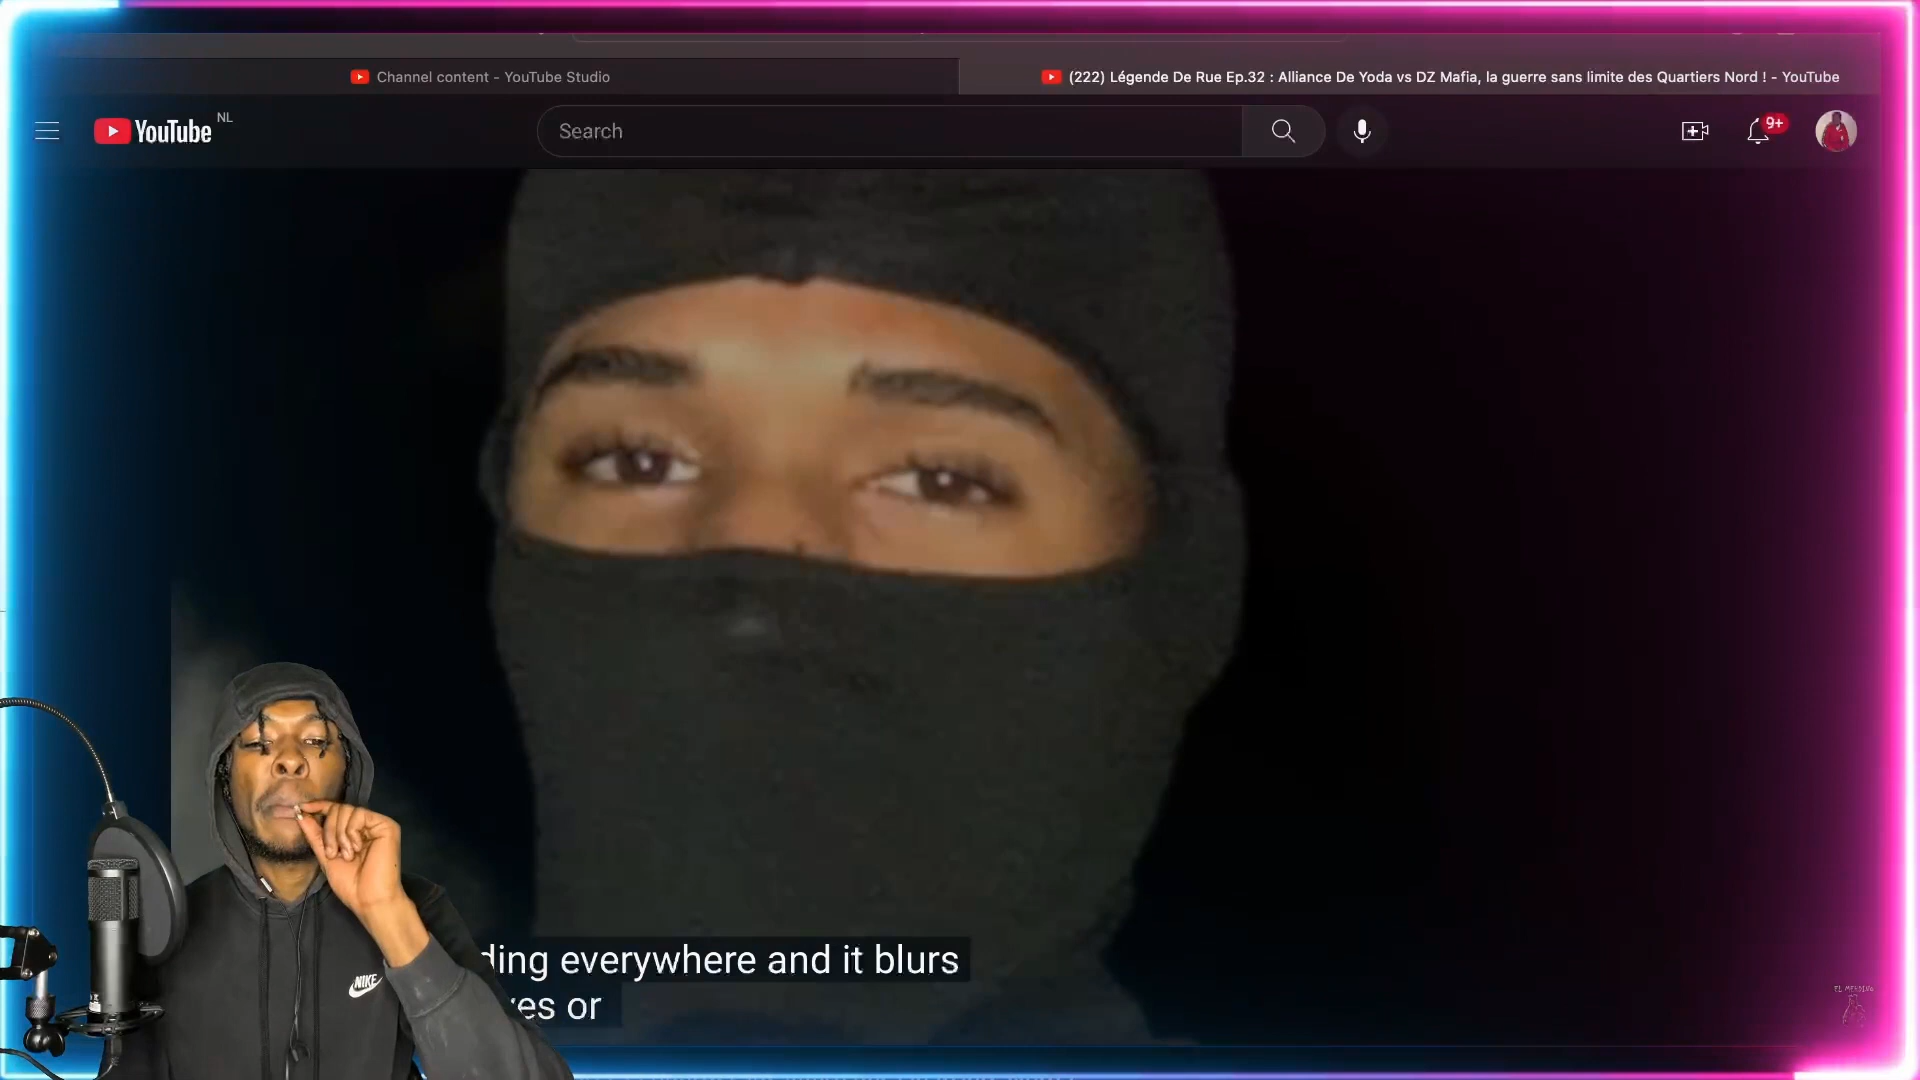 Channel content - YouTube Studio
(222) Légende De Rue Ep.32 : Alliance De Yoda vs DZ Mafia, la guerre sans limite des Quartiers Nord ! - YouTube
YouTube NL
Search
9+
ding everywhere and it blurs
es or
NIKE